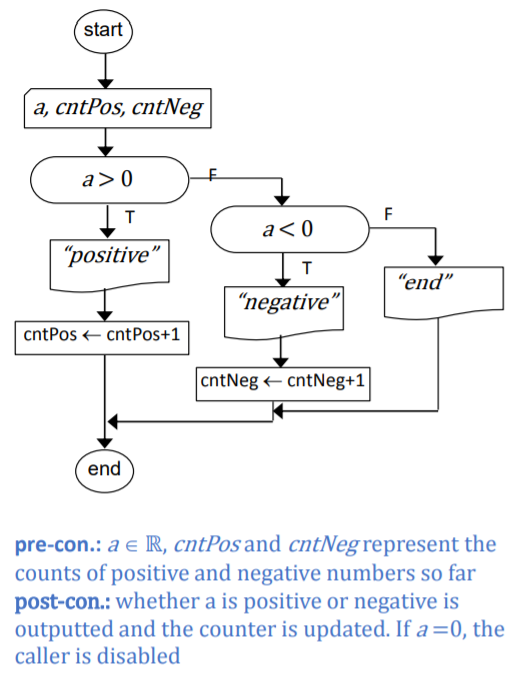 start
a, cntPos, cntNeg
a > 0
F
T
a < 0
F
"positive"
T
"end"
"negative"
cntPos ← cntPos+1
cntNeg ← cntNeg+1
end
pre-con.: a ∈ ℝ, cntPos and cntNeg represent the
counts of positive and negative numbers so far
post-con.: whether a is positive or negative is
outputted and the counter is updated. If a =0, the
caller is disabled